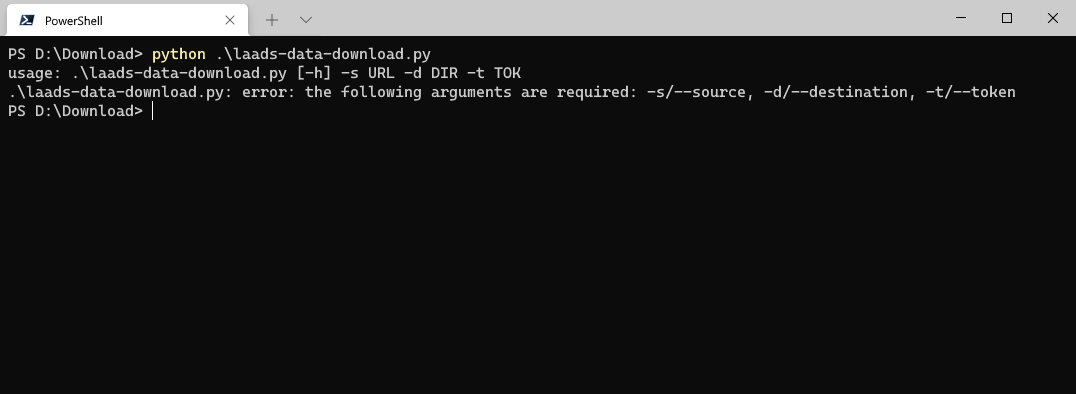 PowerShell
PS D:\Download> python .\laads-data-download.py
usage: .\laads-data-download.py [-h] -s URL -d DIR -t TOK
.\laads-data-download.py: error: the following arguments are required: -s/--source, -d/--destination, -t/--token
PS D:\Download>